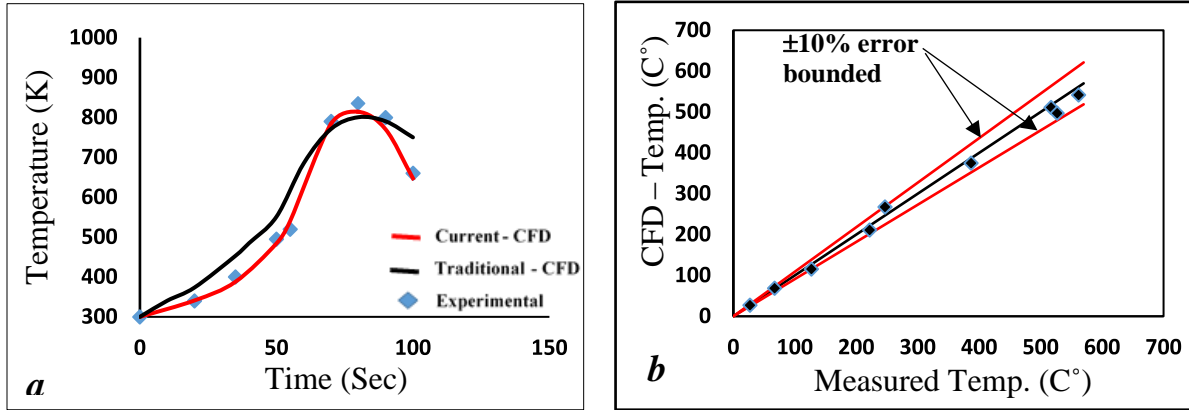 1000
900
800
700
600
500
400
300
0
50
100
150
Temperature (K)
Time (Sec)
Current - CFD
Traditional - CFD
Experimental
a
700
600
500
400
300
200
100
0
0 100 200 300 400 500 600 700
CFD – Temp. (C°)
Measured Temp. (C°)
±10% error
bounded
b